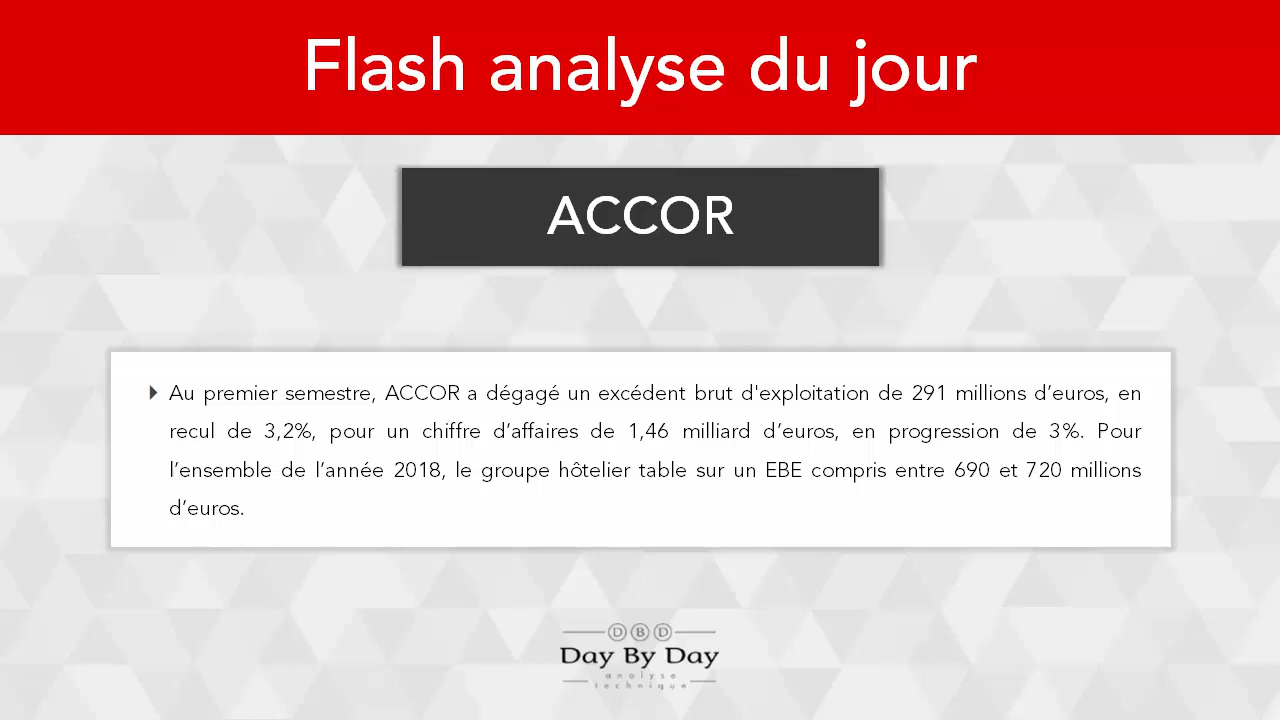 Flash analyse du jour
ACCOR
Au premier semestre, ACCOR a dégagé un excédent brut d'exploitation de 291 millions d’euros, en
recul de 3,2%, pour un chiffre d’affaires de 1,46 milliard d’euros, en progression de 3%. Pour
l’ensemble de l’année 2018, le groupe hôtelier table sur un EBE compris entre 690 et 720 millions
d’euros.
DBD
Day By Day
analyse
technique